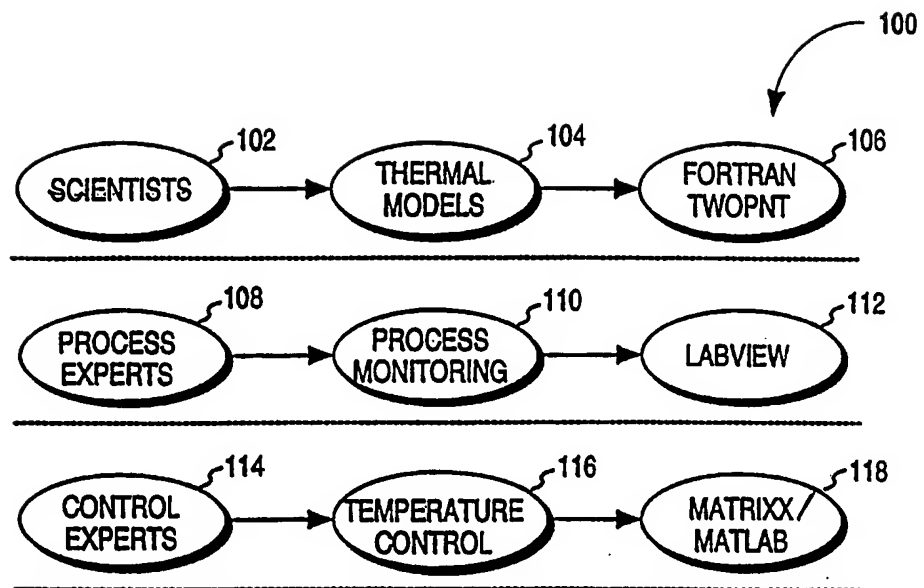 100
102
SCIENTISTS
104
THERMAL
MODELS
106
FORTRAN
TWOPNT
108
PROCESS
EXPERTS
110
PROCESS
MONITORING
112
LABVIEW
114
CONTROL
EXPERTS
116
TEMPERATURE
CONTROL
118
MATRIXX/
MATLAB